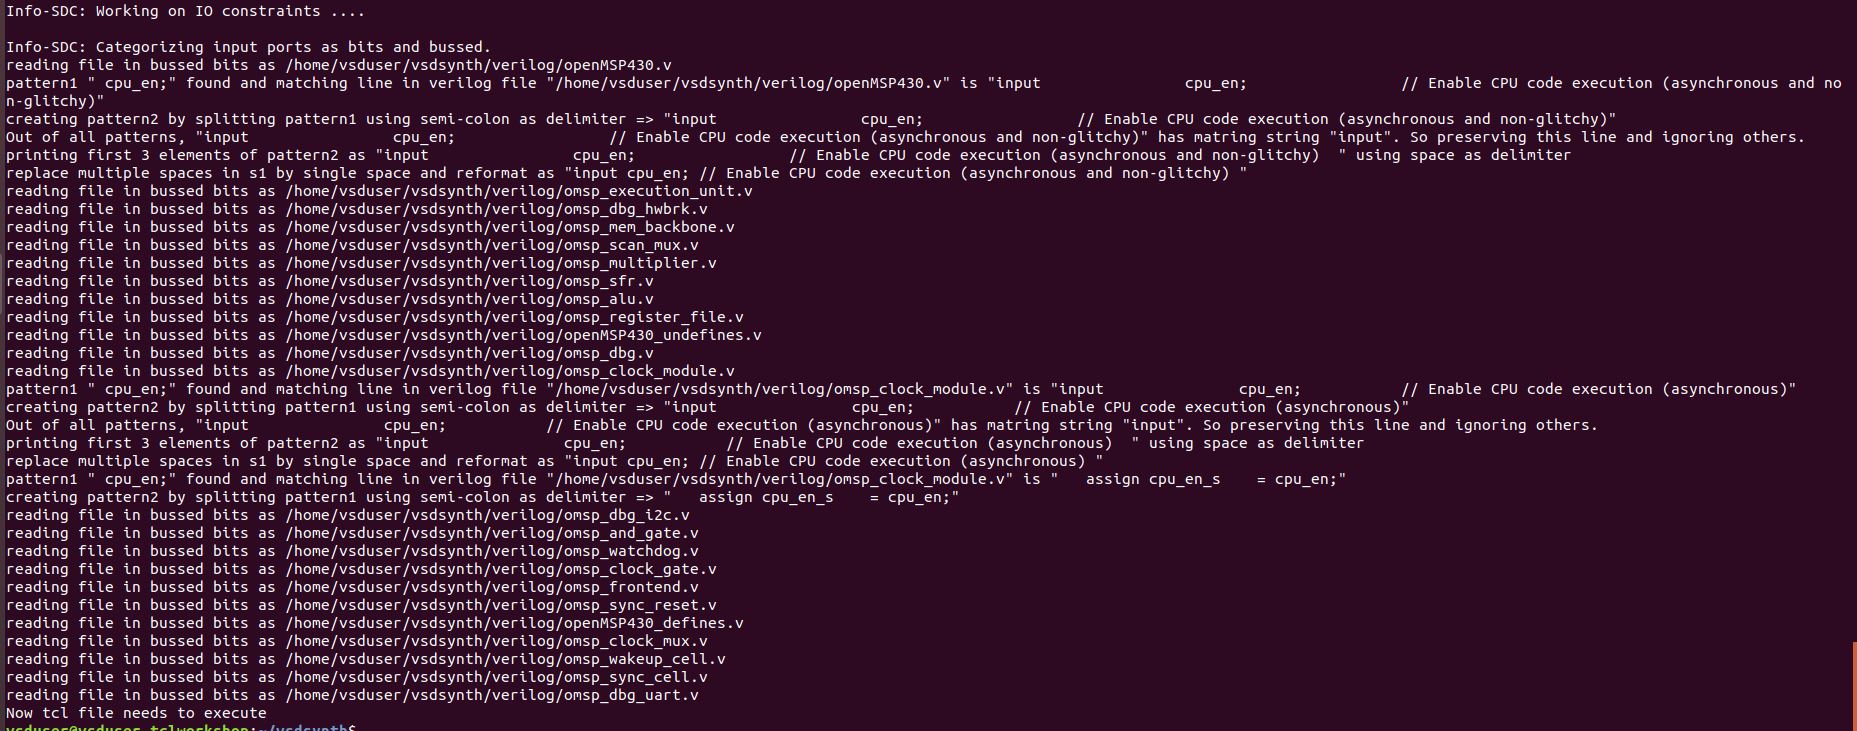 Info-SDC: Working on IO constraints ....
Info-SDC: Categorizing input ports as bits and bussed.
reading file in bussed bits as /home/vsduser/vsdsynth/verilog/openMSP430.v
pattern1 " cpu_en;" found and matching line in verilog file "/home/vsduser/vsdsynth/verilog/openMSP430.v" is "input                cpu_en;                 // Enable CPU code execution (asynchronous and no
n-glitchy)"
creating pattern2 by splitting pattern1 using semi-colon as delimiter => "input                cpu_en;                 // Enable CPU code execution (asynchronous and non-glitchy)"
Out of all patterns, "input                cpu_en;                 // Enable CPU code execution (asynchronous and non-glitchy)" has matring string "input". So preserving this line and ignoring others.
printing first 3 elements of pattern2 as "input                cpu_en;                 // Enable CPU code execution (asynchronous and non-glitchy)  " using space as delimiter
replace multiple spaces in s1 by single space and reformat as "input cpu_en; // Enable CPU code execution (asynchronous and non-glitchy) "
reading file in bussed bits as /home/vsduser/vsdsynth/verilog/omsp_execution_unit.v
reading file in bussed bits as /home/vsduser/vsdsynth/verilog/omsp_dbg_hwbrk.v
reading file in bussed bits as /home/vsduser/vsdsynth/verilog/omsp_mem_backbone.v
reading file in bussed bits as /home/vsduser/vsdsynth/verilog/omsp_scan_mux.v
reading file in bussed bits as /home/vsduser/vsdsynth/verilog/omsp_multiplier.v
reading file in bussed bits as /home/vsduser/vsdsynth/verilog/omsp_sfr.v
reading file in bussed bits as /home/vsduser/vsdsynth/verilog/omsp_alu.v
reading file in bussed bits as /home/vsduser/vsdsynth/verilog/omsp_register_file.v
reading file in bussed bits as /home/vsduser/vsdsynth/verilog/openMSP430_undefines.v
reading file in bussed bits as /home/vsduser/vsdsynth/verilog/omsp_dbg.v
reading file in bussed bits as /home/vsduser/vsdsynth/verilog/omsp_clock_module.v
pattern1 " cpu_en;" found and matching line in verilog file "/home/vsduser/vsdsynth/verilog/omsp_clock_module.v" is "input               cpu_en;           // Enable CPU code execution (asynchronous)"
creating pattern2 by splitting pattern1 using semi-colon as delimiter => "input               cpu_en;           // Enable CPU code execution (asynchronous)"
Out of all patterns, "input               cpu_en;           // Enable CPU code execution (asynchronous)" has matring string "input". So preserving this line and ignoring others.
printing first 3 elements of pattern2 as "input               cpu_en;           // Enable CPU code execution (asynchronous)  " using space as delimiter
replace multiple spaces in s1 by single space and reformat as "input cpu_en; // Enable CPU code execution (asynchronous) "
pattern1 " cpu_en;" found and matching line in verilog file "/home/vsduser/vsdsynth/verilog/omsp_clock_module.v" is "   assign cpu_en_s    = cpu_en;"
creating pattern2 by splitting pattern1 using semi-colon as delimiter => "   assign cpu_en_s    = cpu_en;"
reading file in bussed bits as /home/vsduser/vsdsynth/verilog/omsp_dbg_i2c.v
reading file in bussed bits as /home/vsduser/vsdsynth/verilog/omsp_and_gate.v
reading file in bussed bits as /home/vsduser/vsdsynth/verilog/omsp_watchdog.v
reading file in bussed bits as /home/vsduser/vsdsynth/verilog/omsp_clock_gate.v
reading file in bussed bits as /home/vsduser/vsdsynth/verilog/omsp_frontend.v
reading file in bussed bits as /home/vsduser/vsdsynth/verilog/omsp_sync_reset.v
reading file in bussed bits as /home/vsduser/vsdsynth/verilog/openMSP430_defines.v
reading file in bussed bits as /home/vsduser/vsdsynth/verilog/omsp_clock_mux.v
reading file in bussed bits as /home/vsduser/vsdsynth/verilog/omsp_wakeup_cell.v
reading file in bussed bits as /home/vsduser/vsdsynth/verilog/omsp_sync_cell.v
reading file in bussed bits as /home/vsduser/vsdsynth/verilog/omsp_dbg_uart.v
Now tcl file needs to execute
vsduser@vsduser-tclworkshop:~/vsdsynth$